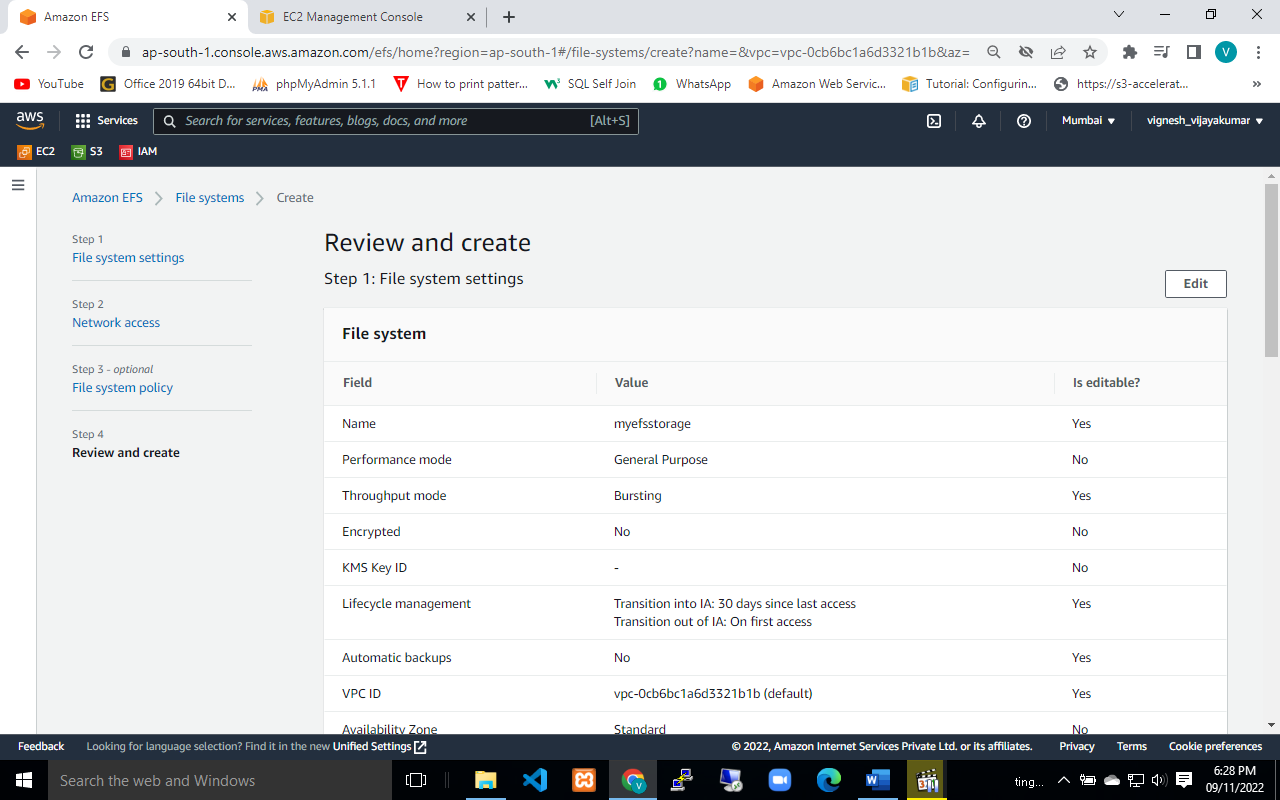 Amazon EFS
EC2 Management Console
ap-south-1.console.aws.amazon.com/efs/home?region=ap-south-1#/file-systems/create?name=&vpc=vpc-0cb6bc1a6d3321b1b&az=
V
YouTube
Office 2019 64bit D...
phpMyAdmin 5.1.1
How to print patter...
SQL Self Join
WhatsApp
Amazon Web Servic...
Tutorial: Configurin...
https://s3-accelerat...
aws
Services
Search for services, features, blogs, docs, and more
[Alt+S]
Mumbai
vignesh_vijayakumar
EC2
S3
IAM
Amazon EFS
File systems
Create
Step 1
File system settings
Step 2
Network access
Step 3 - optional
File system policy
Step 4
Review and create
Review and create
Step 1: File system settings
Edit
File system
Field Value Is editable?
Name myefsstorage Yes
Performance mode General Purpose No
Throughput mode Bursting Yes
Encrypted No No
KMS Key ID - No
Lifecycle management Transition into IA: 30 days since last access Yes
Transition out of IA: On first access
Automatic backups No Yes
VPC ID vpc-0cb6bc1a6d3321b1b (default) Yes
Availability Zone Standard No
Feedback
Looking for language selection? Find it in the new Unified Settings
© 2022, Amazon Internet Services Private Ltd. or its affiliates.
Privacy
Terms
Cookie preferences
Search the web and Windows
ting...
6:28 PM
09/11/2022